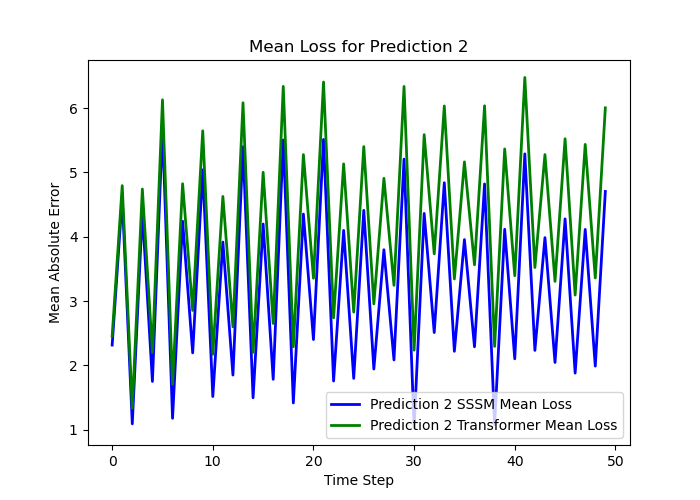 Mean Loss for Prediction 2
Mean Absolute Error
6
5
4
3
2
1
0
10
20
30
40
50
Time Step
Prediction 2 SSSM Mean Loss
Prediction 2 Transformer Mean Loss